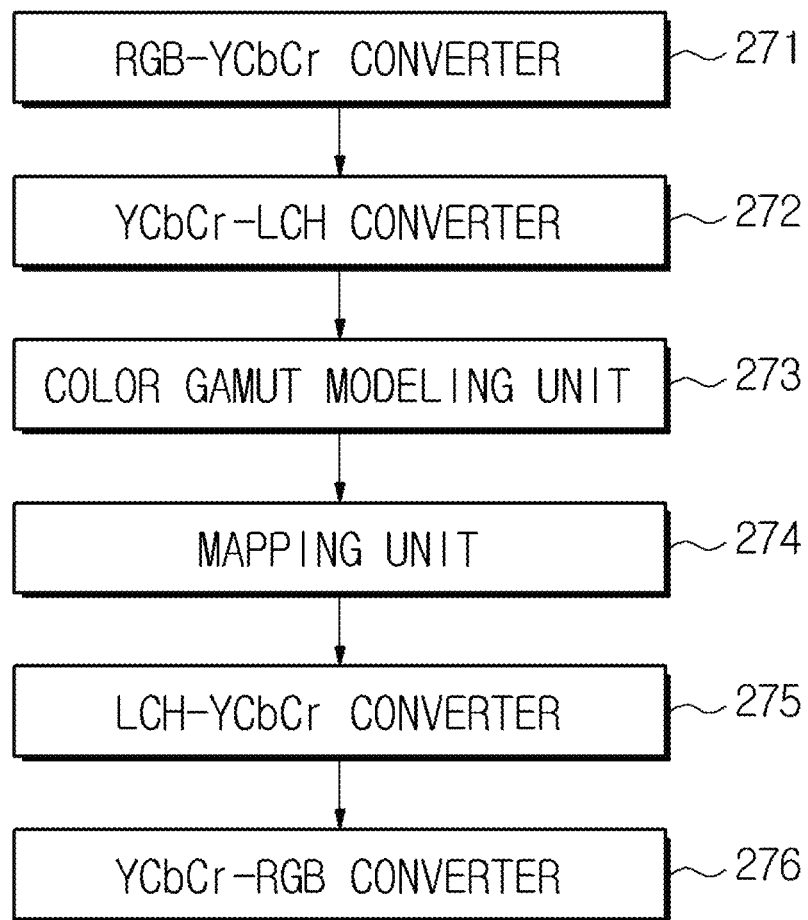 RGB-YCbCr CONVERTER 271
YCbCr-LCH CONVERTER 272
COLOR GAMUT MODELING UNIT 273
MAPPING UNIT 274
LCH-YCbCr CONVERTER 275
YCbCr-RGB CONVERTER 276